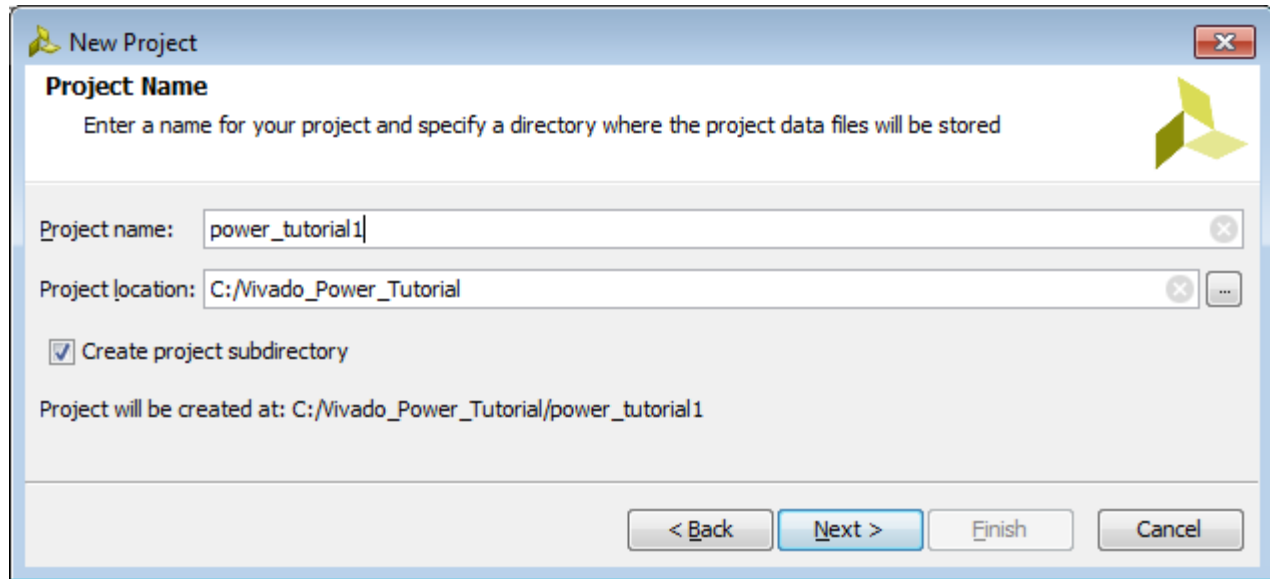 New Project
Project Name
Enter a name for your project and specify a directory where the project data files will be stored
Project name: power_tutorial1
Project location: C:/Vivado_Power_Tutorial ...
Create project subdirectory
Project will be created at: C:/Vivado_Power_Tutorial/power_tutorial1
< Back Next > Finish Cancel